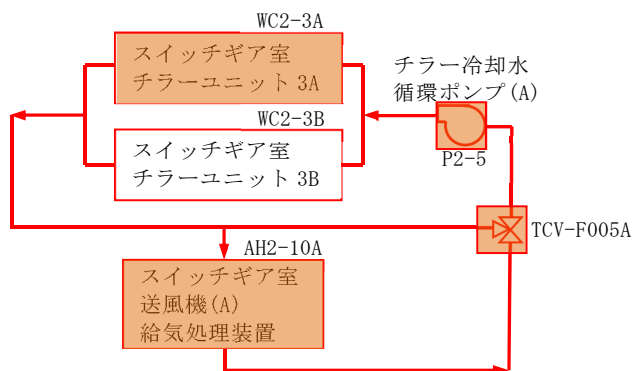 WC2-3A
スイッチギア室
チラーユニット 3A
チラー冷却水
循環ポンプ(A)
WC2-3B
スイッチギア室
チラーユニット 3B
P2-5
TCV-F005A
AH2-10A
スイッチギア室
送風機(A)
給気処理装置